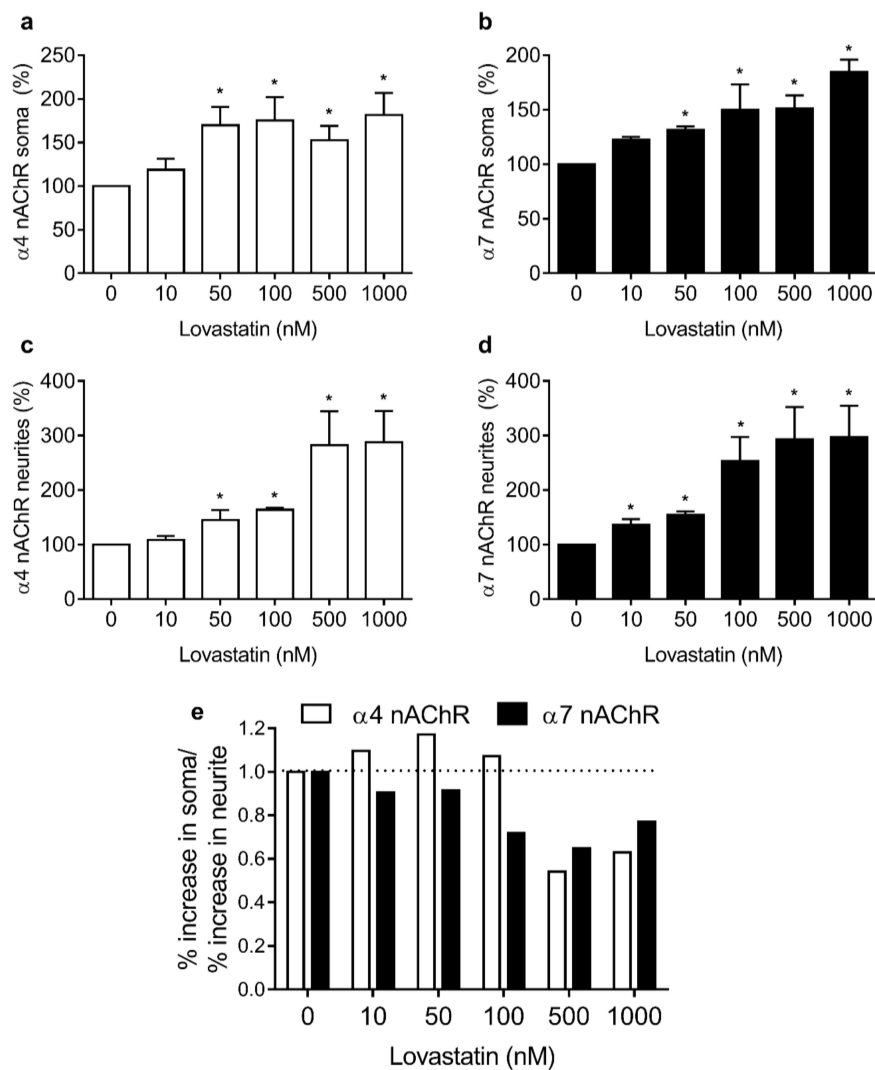 a
α4 nAChR soma (%)
250
200
150
100
50
0
* * * *
0 10 50 100 500 1000
Lovastatin (nM)
b
α7 nAChR soma (%)
200
150
100
50
0
* * * *
0 10 50 100 500 1000
Lovastatin (nM)
c
α4 nAChR neurites (%)
400
300
200
100
0
* * * *
0 10 50 100 500 1000
Lovastatin (nM)
d
α7 nAChR neurites (%)
400
300
200
100
0
* * * * *
0 10 50 100 500 1000
Lovastatin (nM)
e
α4 nAChR α7 nAChR
% increase in soma/
% increase in neurite
1.2
1.0
0.8
0.6
0.4
0.2
0.0
0 10 50 100 500 1000
Lovastatin (nM)